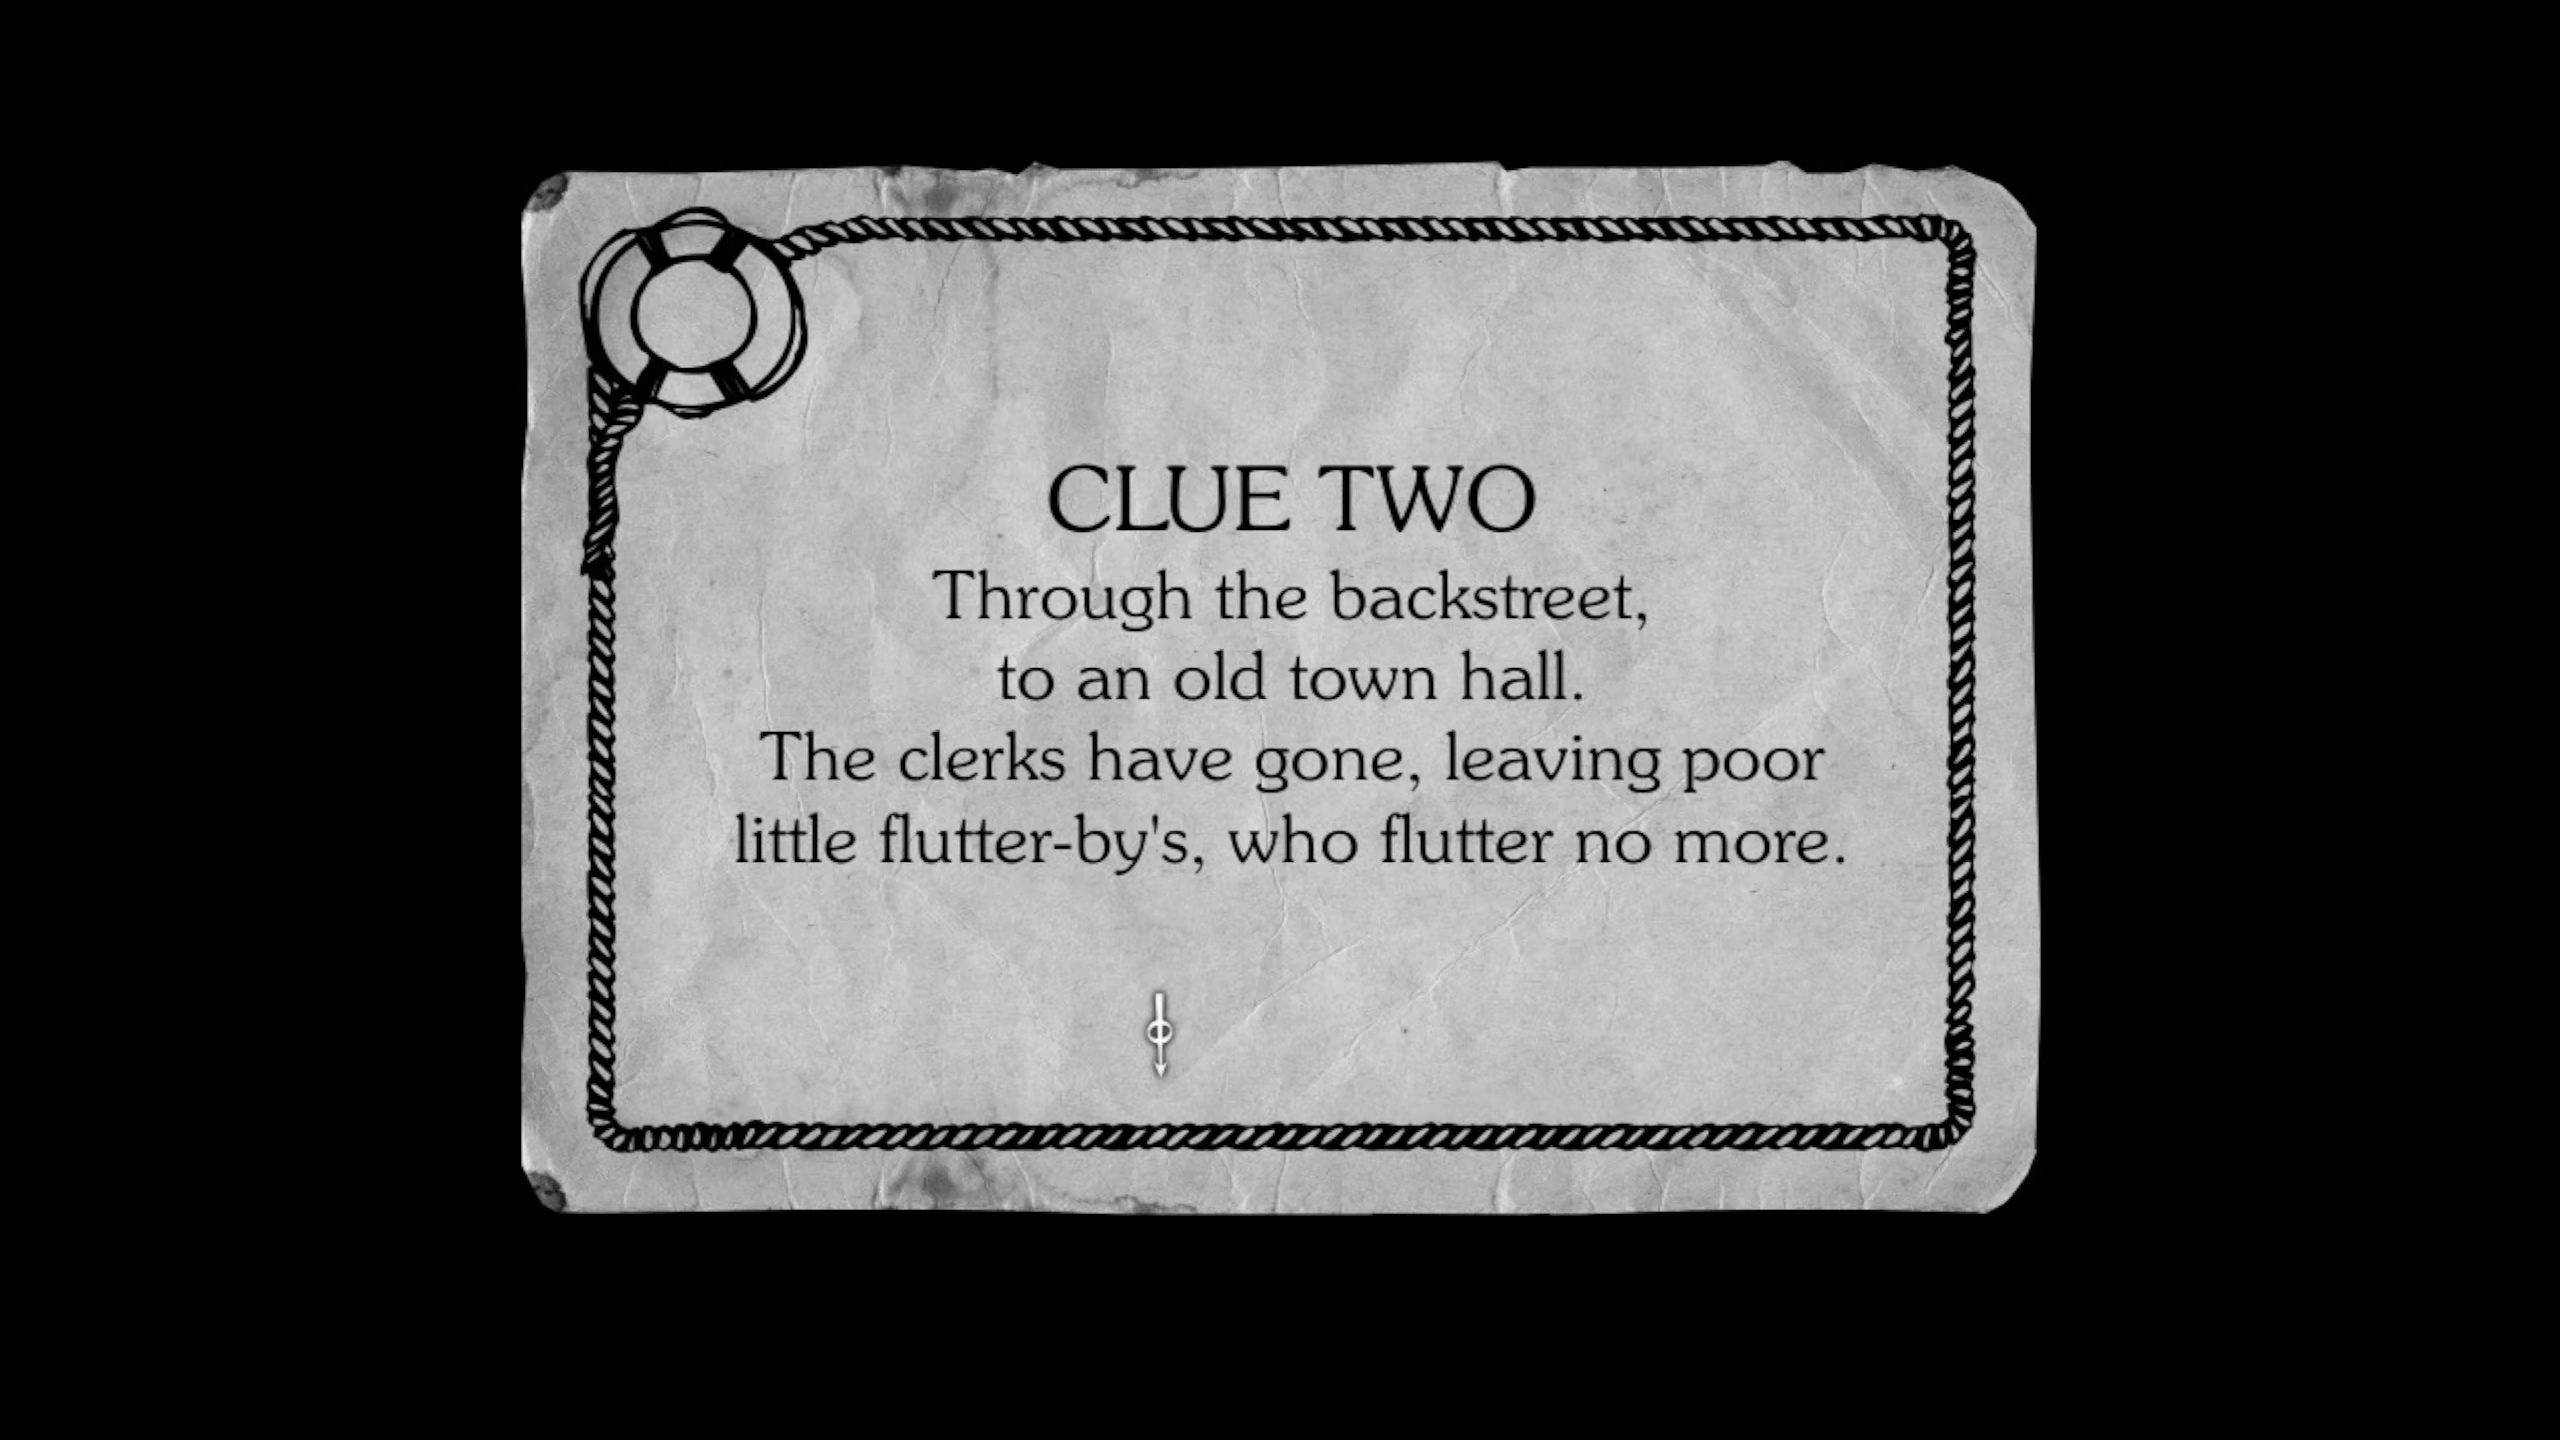 CLUE TWO
Through the backstreet,
to an old town hall.
The clerks have gone, leaving poor
little flutter-by's, who flutter no more.